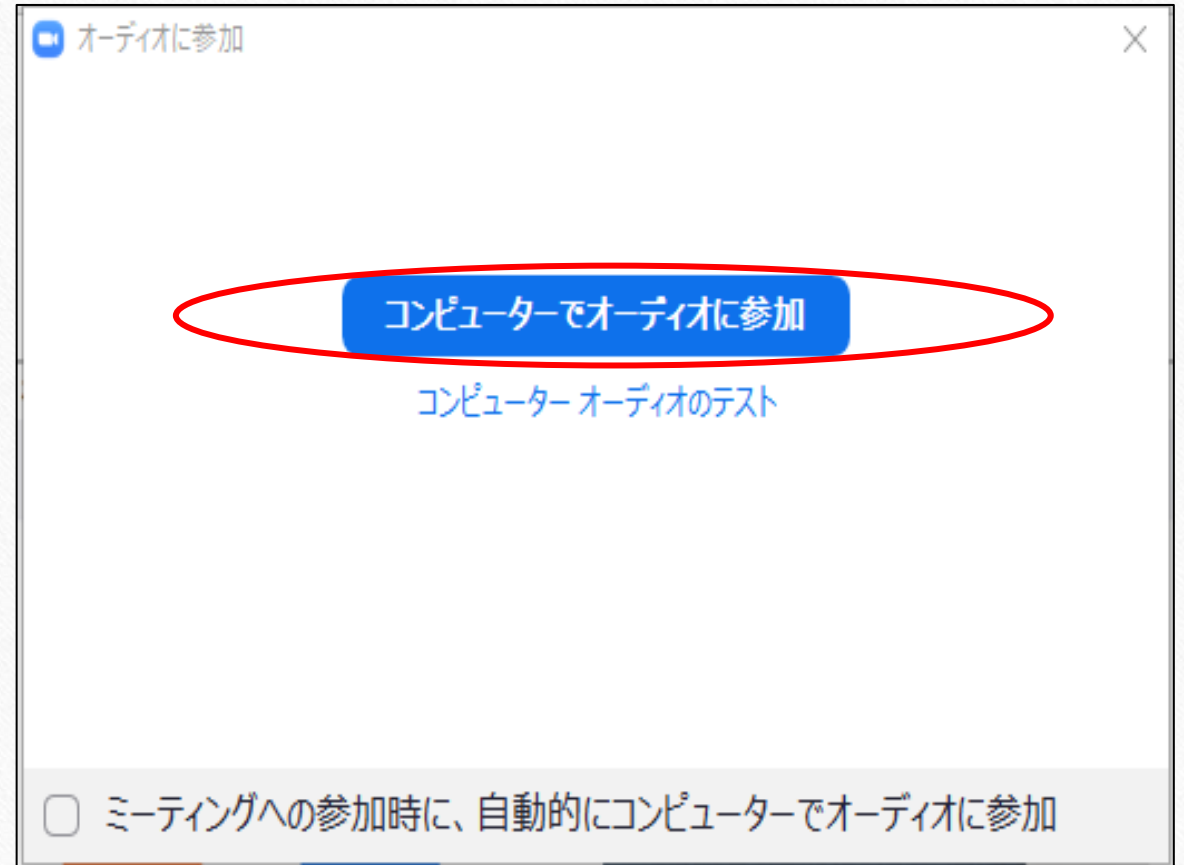 オーディオに参加
コンピューターでオーディオに参加
コンピューター オーディオのテスト
ミーティングへの参加時に、自動的にコンピューターでオーディオに参加